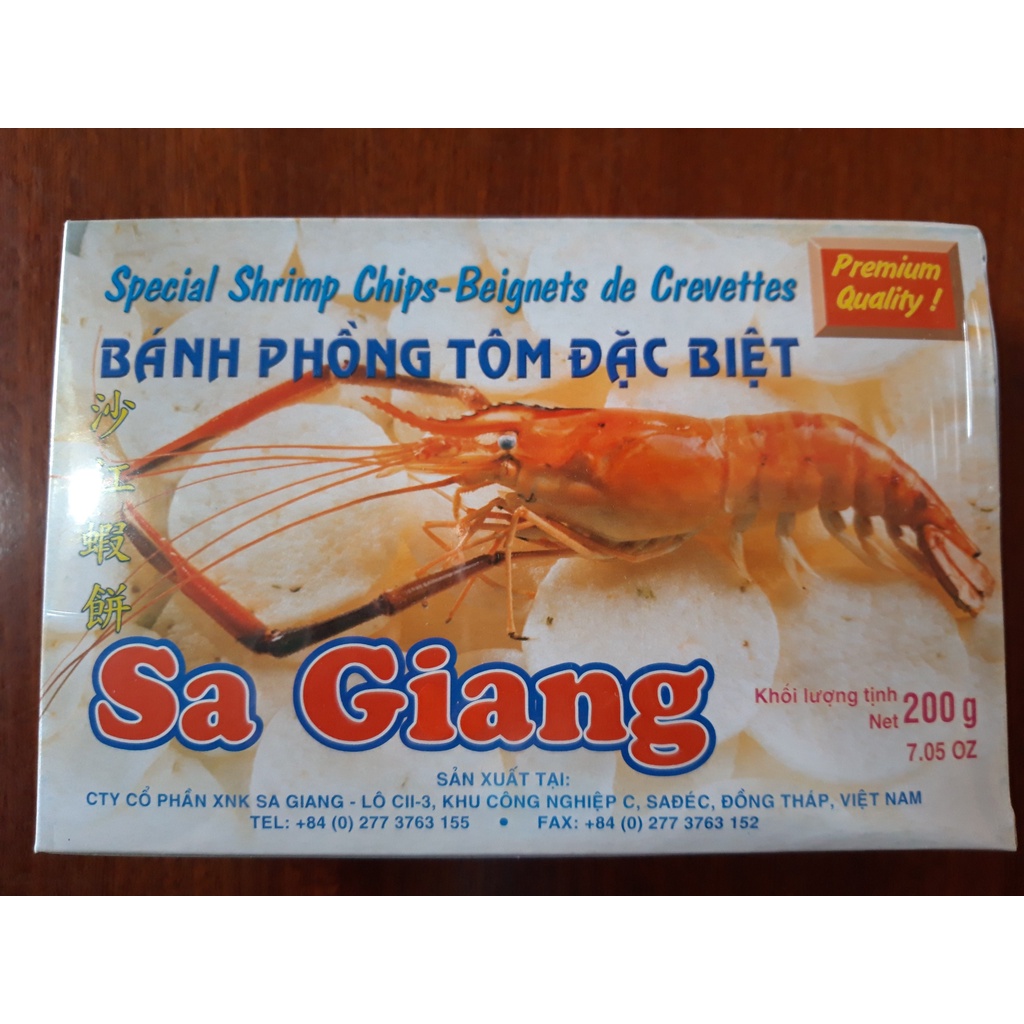 Special Shrimp Chips-Beignets de Crevettes
Premium
Quality !
BÁNH PHỒNG TÔM ĐẶC BIỆT
沙
江
蝦
餅
Sa Giang
Khối lượng tịnh
Net 200 g
7.05 OZ
SẢN XUẤT TẠI:
CTY CỔ PHẦN XNK SA GIANG - LÔ CII-3, KHU CÔNG NGHIỆP C, SAĐÉC, ĐỒNG THÁP, VIỆT NAM
TEL: +84 (0) 277 3763 155 • FAX: +84 (0) 277 3763 152